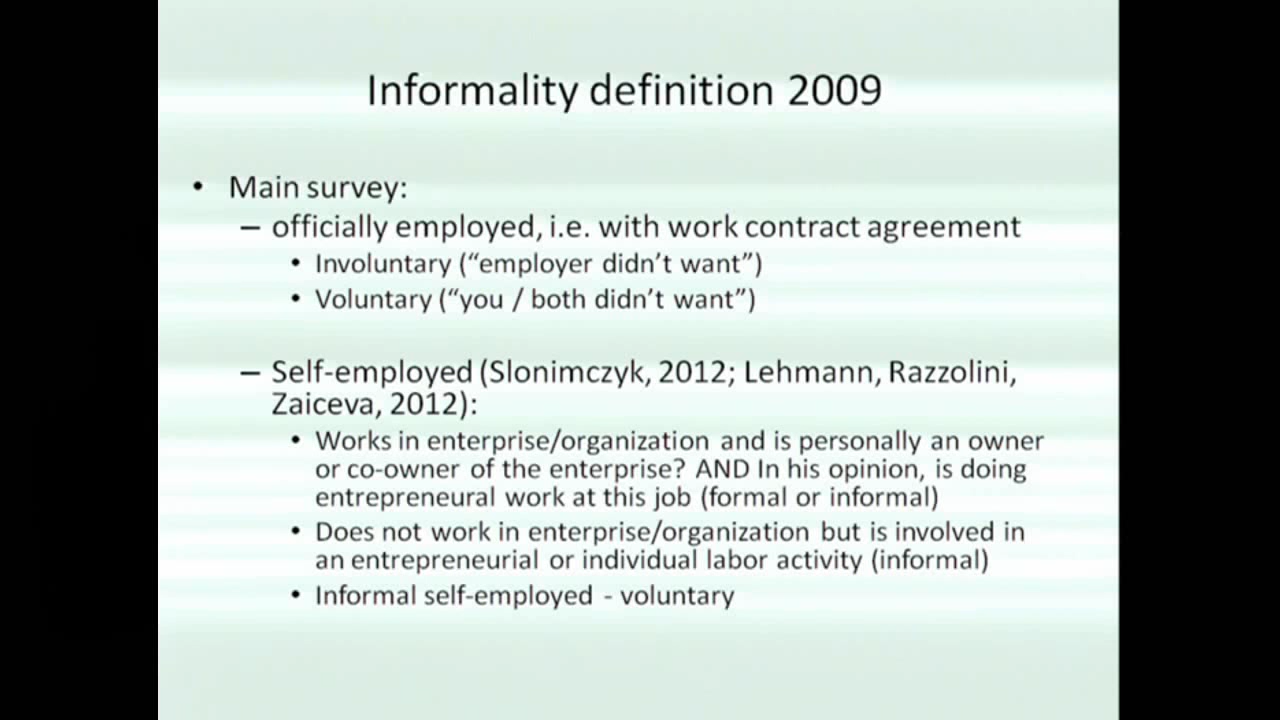 Informality definition 2009
• Main survey:
– officially employed, i.e. with work contract agreement
• Involuntary (“employer didn’t want”)
• Voluntary (“you / both didn’t want”)
– Self-employed (Slonimczyk, 2012; Lehmann, Razzolini,
Zaiceva, 2012):
• Works in enterprise/organization and is personally an owner
or co-owner of the enterprise? AND In his opinion, is doing
entrepreneural work at this job (formal or informal)
• Does not work in enterprise/organization but is involved in
an entrepreneurial or individual labor activity (informal)
• Informal self-employed - voluntary